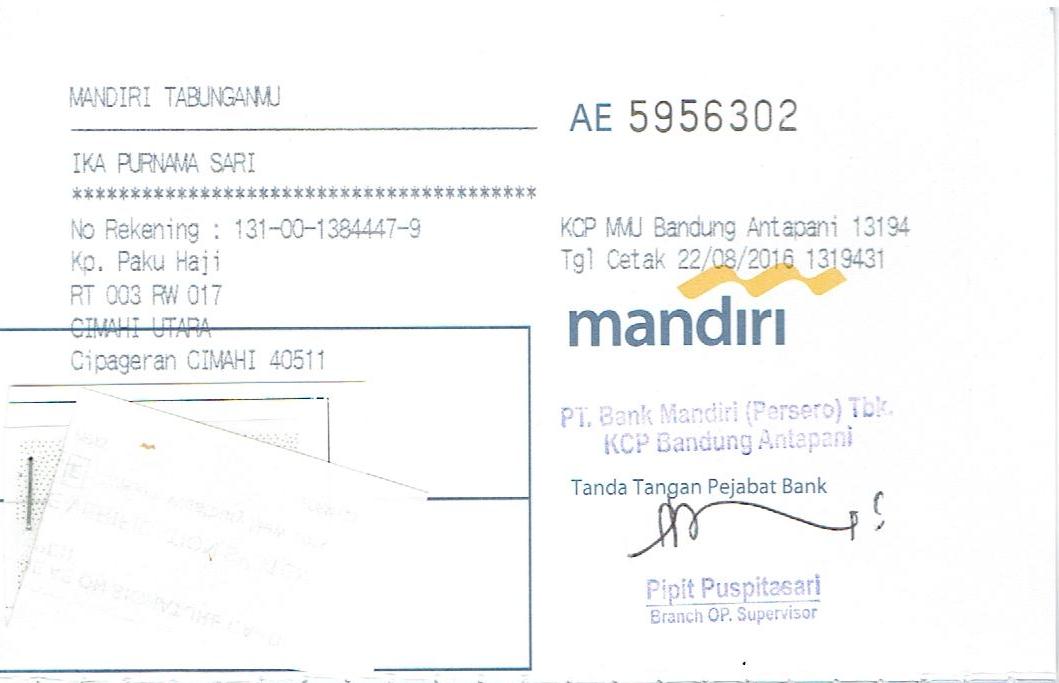 MANDIRI TABUNGANMU
AE 5956302
IKA PURNAMA SARI
***************************************
No Rekening : 131-00-1384447-9
Kp. Paku Haji
RT 003 RW 017
CIMAHI UTARA
Cipageran CIMAHI 40511
KCP MMU Bandung Antapani 13194
Tgl Cetak 22/08/2016 1319431
mandırı
PT. Bank Mandiri (Persero) Tbk.
KCP Bandung Antapani
Tanda Tangan Pejabat Bank
Pipit Puspitasari
Branch OP. Supervisor